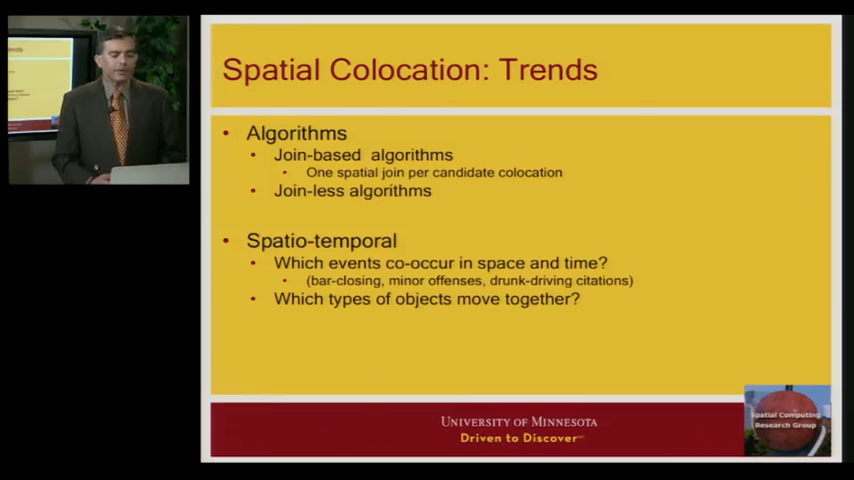 Spatial Colocation: Trends
• Algorithms
• Join-based algorithms
• One spatial join per candidate colocation
• Join-less algorithms
• Spatio-temporal
• Which events co-occur in space and time?
• (bar-closing, minor offenses, drunk-driving citations)
• Which types of objects move together?
UNIVERSITY OF MINNESOTA
Driven to Discover
Spatial Computing
Research Group